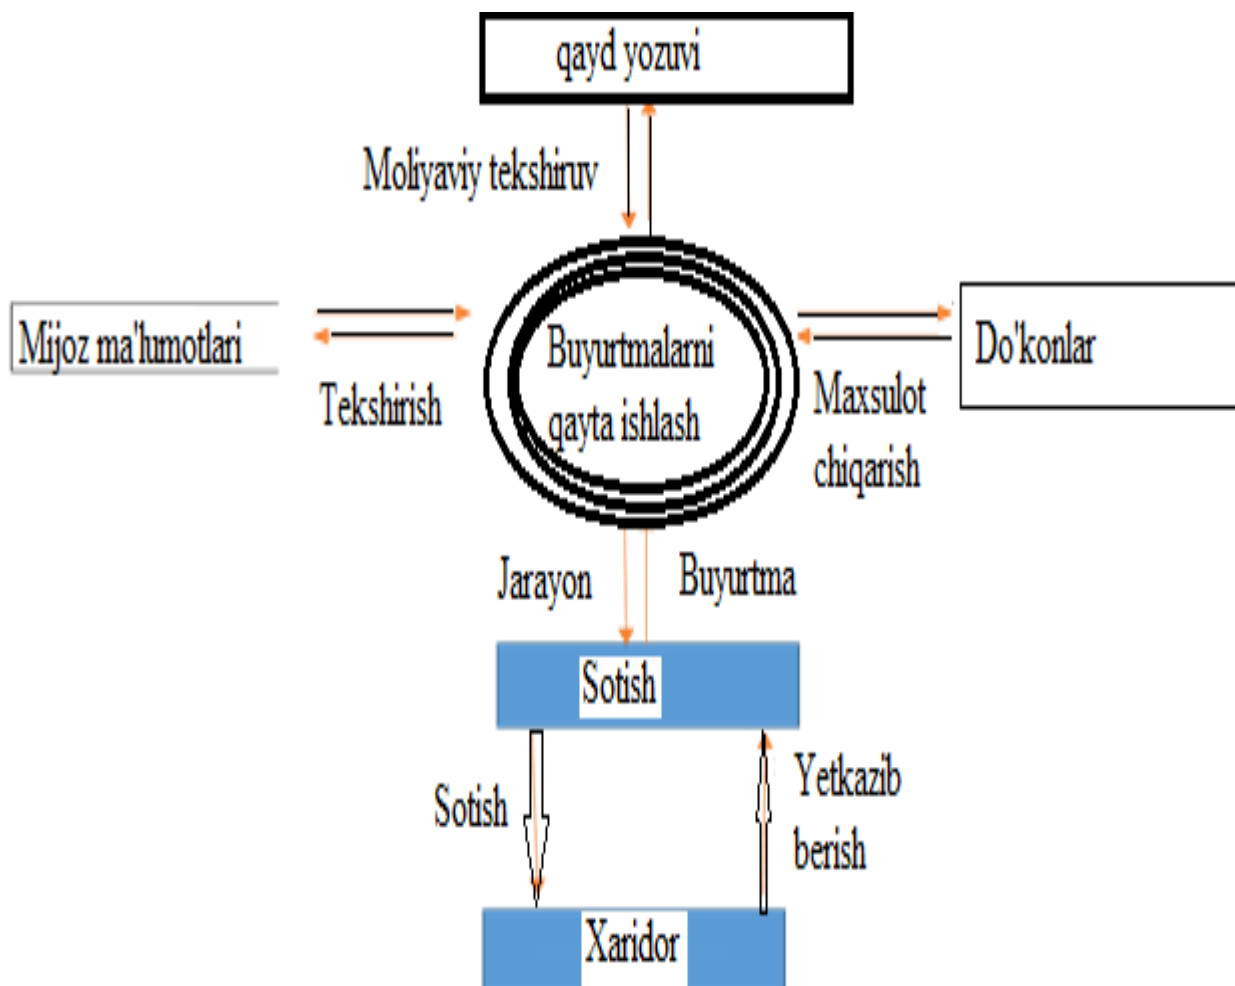 qayd yozuvi
Moliyaviy tekshiruv
Mijoz ma'lumotlari
Tekshirish
Buyurtmalarni
qayta ishlash
Do'konlar
Maxsulot
chiqarish
Jarayon
Buyurtma
Sotish
Sotish
Yetkazib
berish
Xaridor